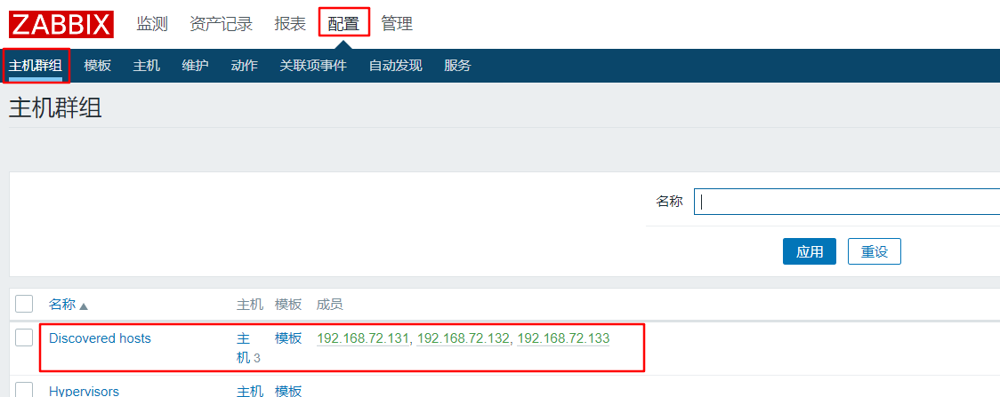 ZABBIX 监测 资产记录 报表 配置 管理
主机群组 模板 主机 维护 动作 关联项事件 自动发现 服务
主机群组
名称
应用 重设
名称 主机 模板 成员
Discovered hosts 主 模板 192.168.72.131, 192.168.72.132, 192.168.72.133
机 3
Hypervisors 主机 模板